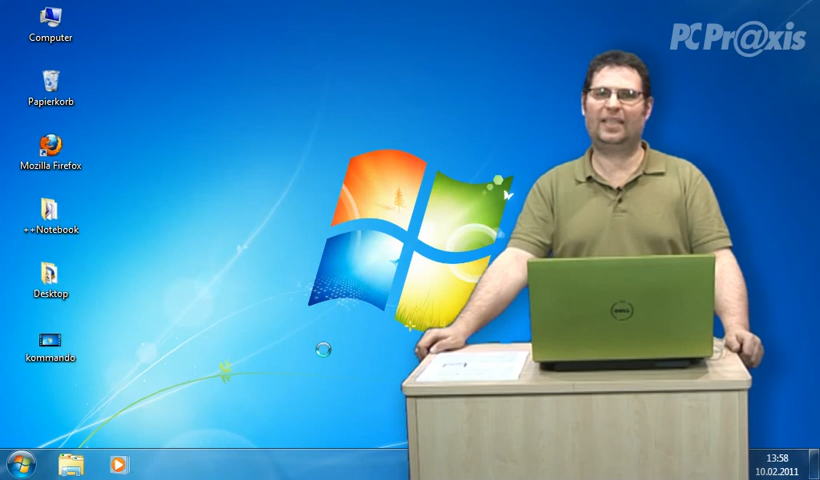 Computer
PCPr@xis
Papierkorb
Mozilla Firefox
++Notebook
Desktop
kommando
DELL
13:58
10.02.2011